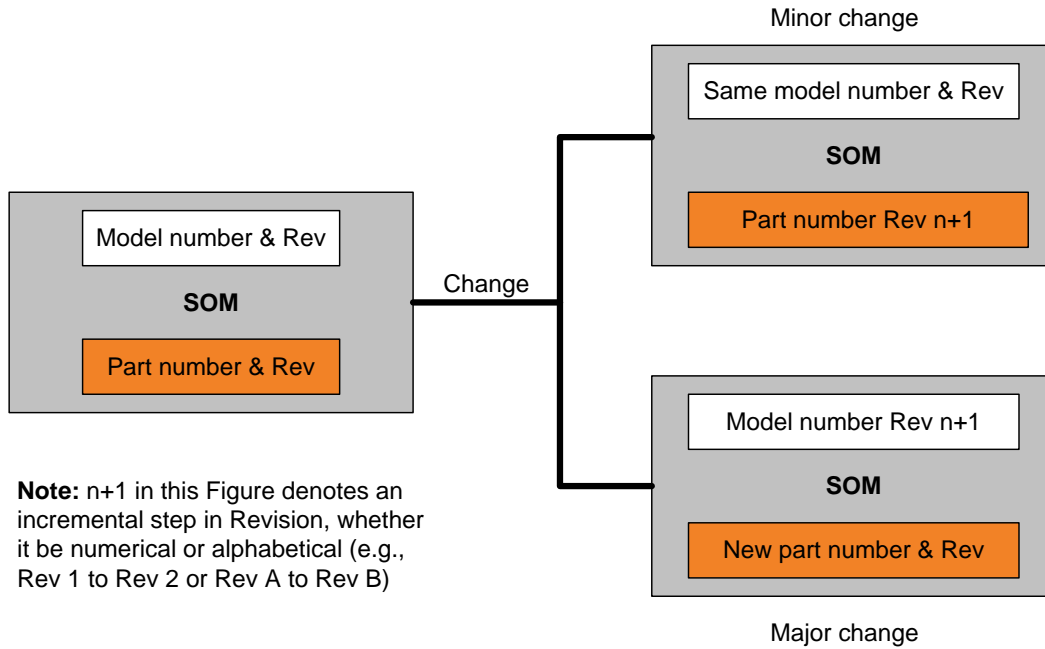 Minor change
Same model number & Rev
SOM
Part number Rev n+1
Model number & Rev
SOM
Part number & Rev
Change
Model number Rev n+1
SOM
New part number & Rev
Major change
Note: n+1 in this Figure denotes an
incremental step in Revision, whether
it be numerical or alphabetical (e.g.,
Rev 1 to Rev 2 or Rev A to Rev B)